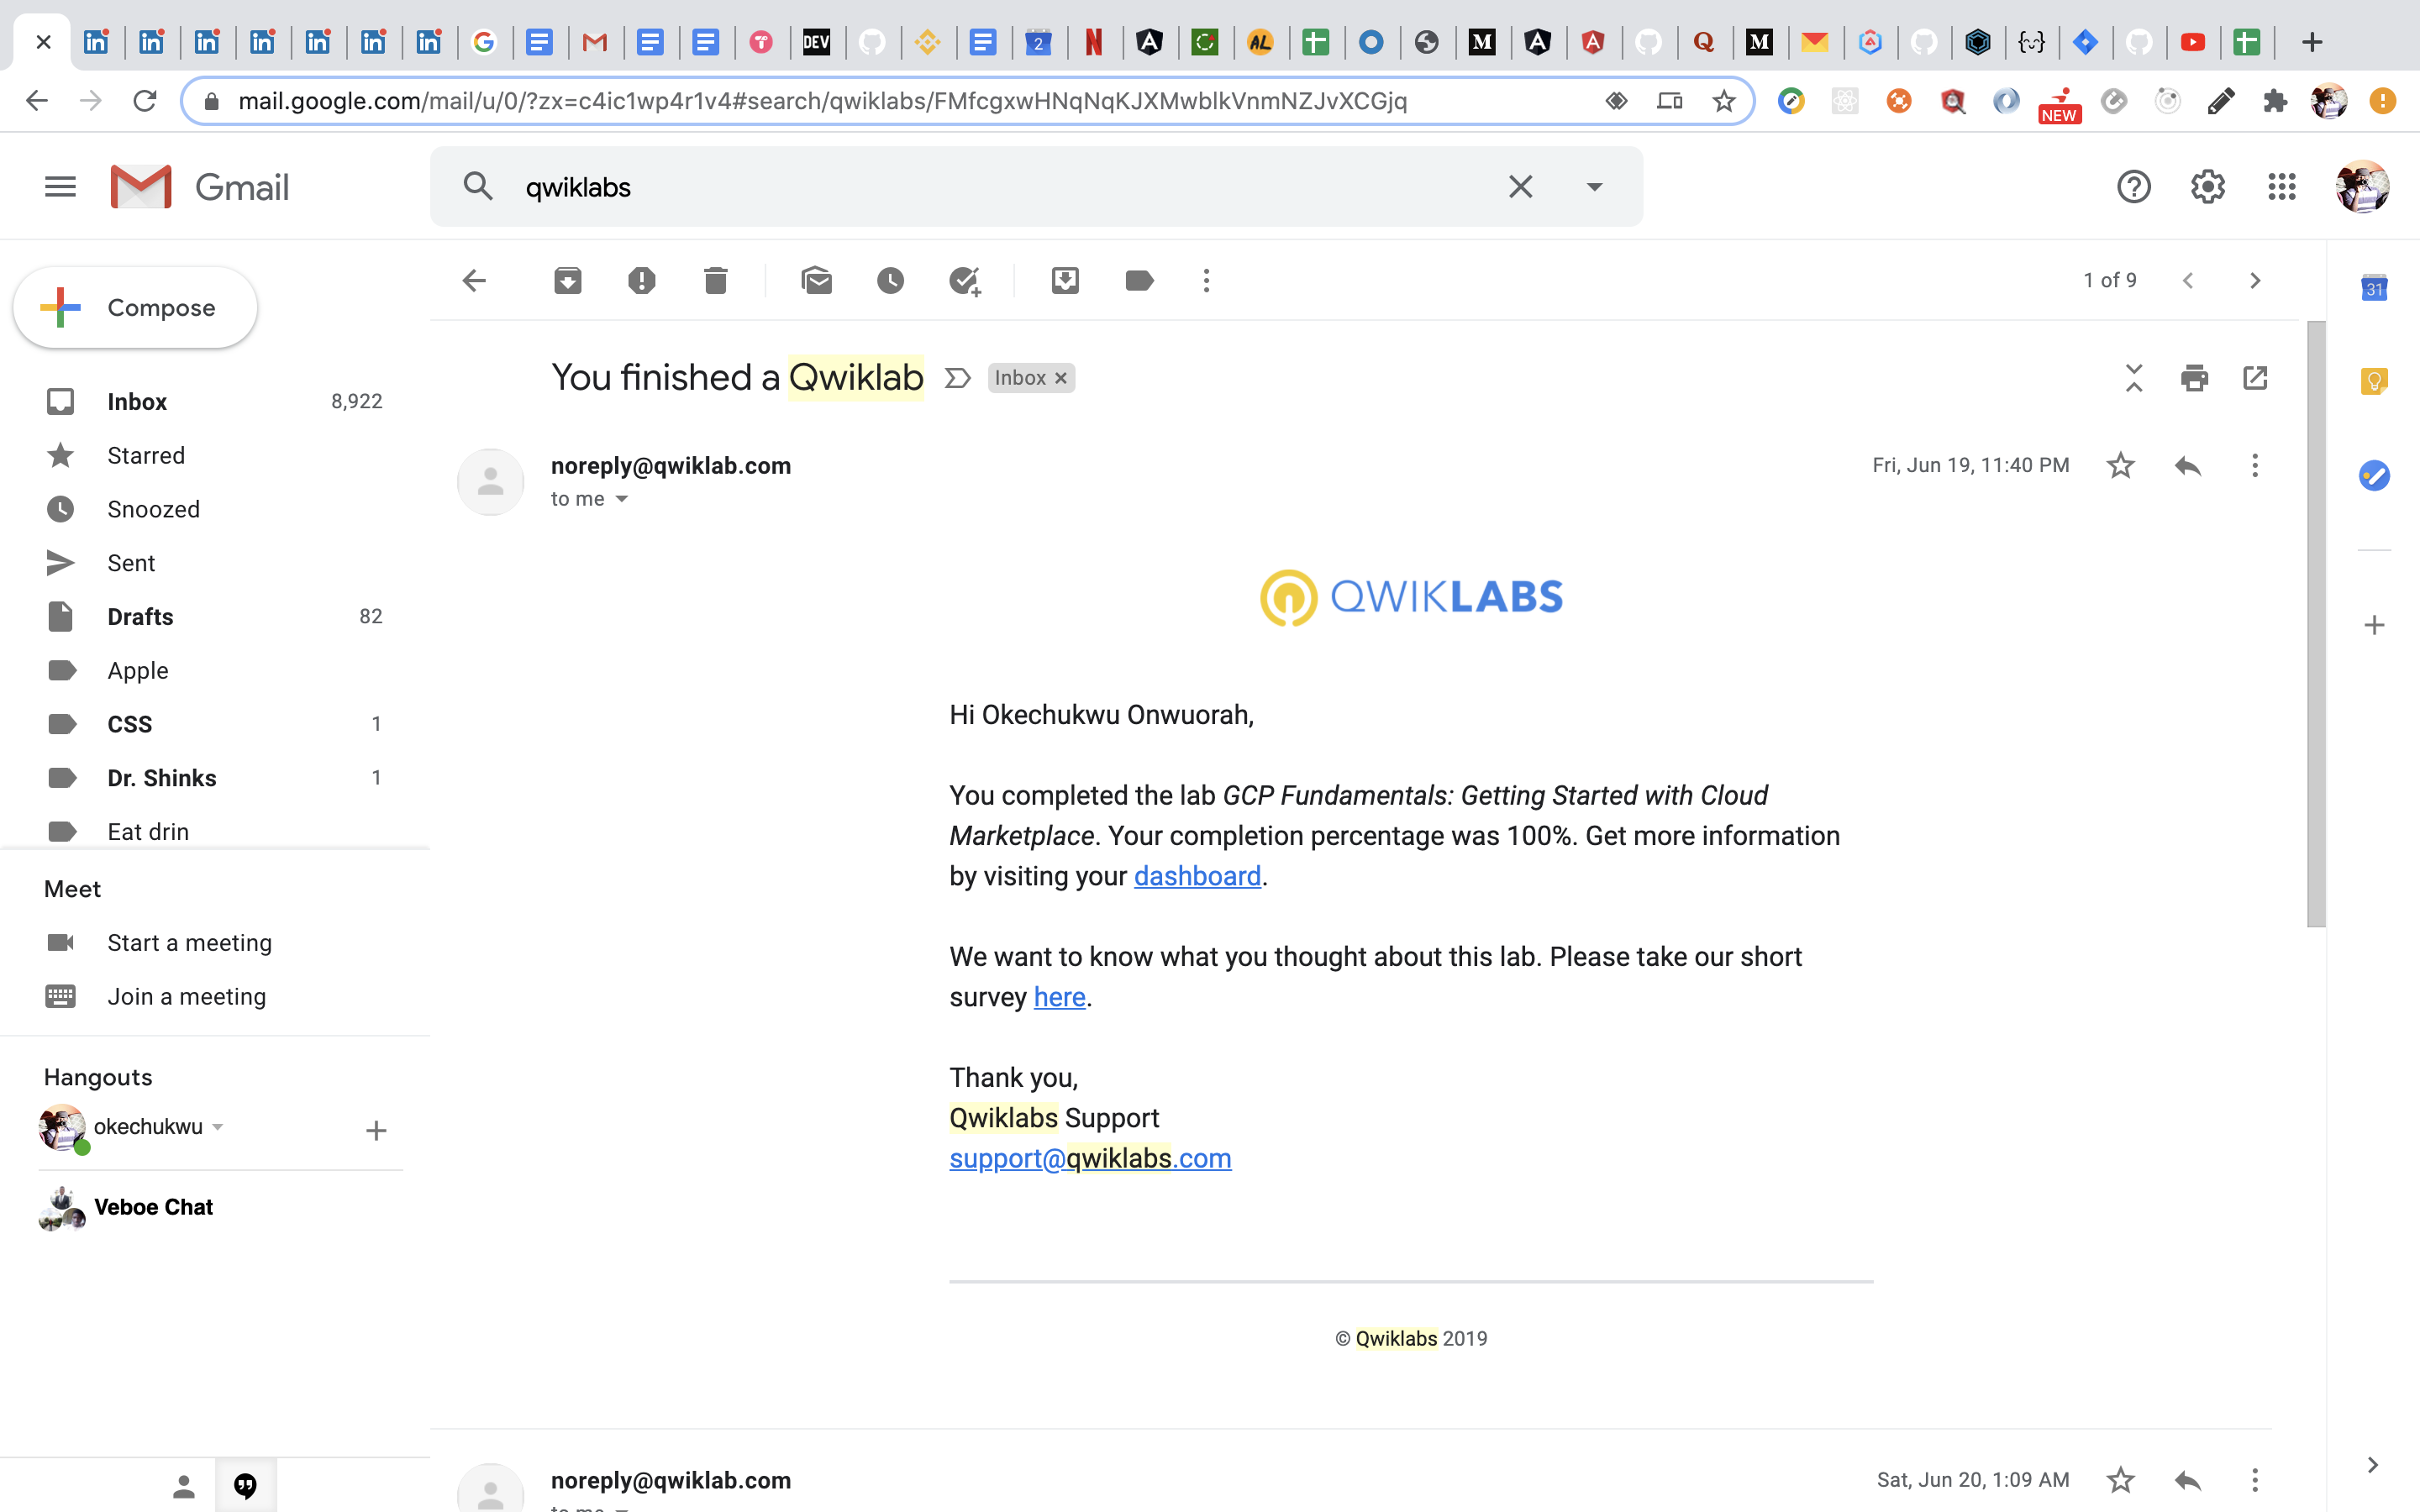 DEV
2
N
A
AL
M
A
A
Q
M
mail.google.com/mail/u/0/?zx=c4ic1wp4r1v4#search/qwiklabs/FMfcgxwHNqNqKJXMwblkVnmNZJvXCGjq
NEW
Gmail
qwiklabs
Compose
1 of 9
31
You finished a Qwiklab
Inbox ×
Inbox 8,922
Starred
Snoozed
Sent
Drafts 82
Apple
CSS 1
Dr. Shinks 1
Eat drin
noreply@qwiklab.com
Fri, Jun 19, 11:40 PM
to me
QWIKLABS
Hi Okechukwu Onwuorah,
You completed the lab GCP Fundamentals: Getting Started with Cloud
Marketplace. Your completion percentage was 100%. Get more information
by visiting your dashboard.
We want to know what you thought about this lab. Please take our short
survey here.
Thank you,
Qwiklabs Support
support@qwiklabs.com
© Qwiklabs 2019
Meet
Start a meeting
Join a meeting
Hangouts
okechukwu
Veboe Chat
noreply@qwiklab.com
Sat, Jun 20, 1:09 AM
to me